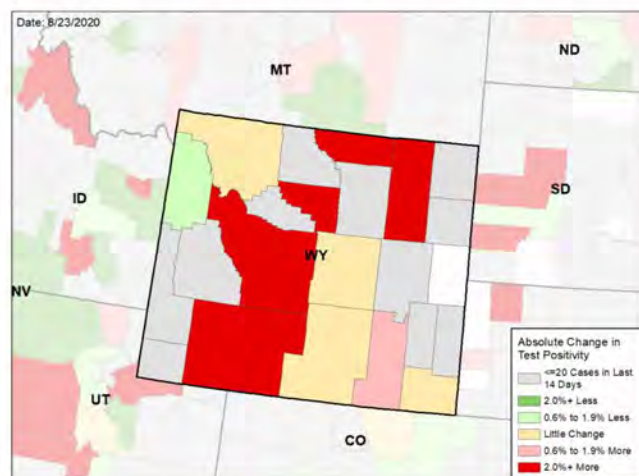 Date: 8/23/2020
MT
ND
ID
SD
WY
NV
UT
CO
Absolute Change in
Test Positivity
<=20 Cases in Last
14 Days
2.0%+ Less
0.6% to 1.9% Less
Little Change
0.6% to 1.9% More
2.0%+ More